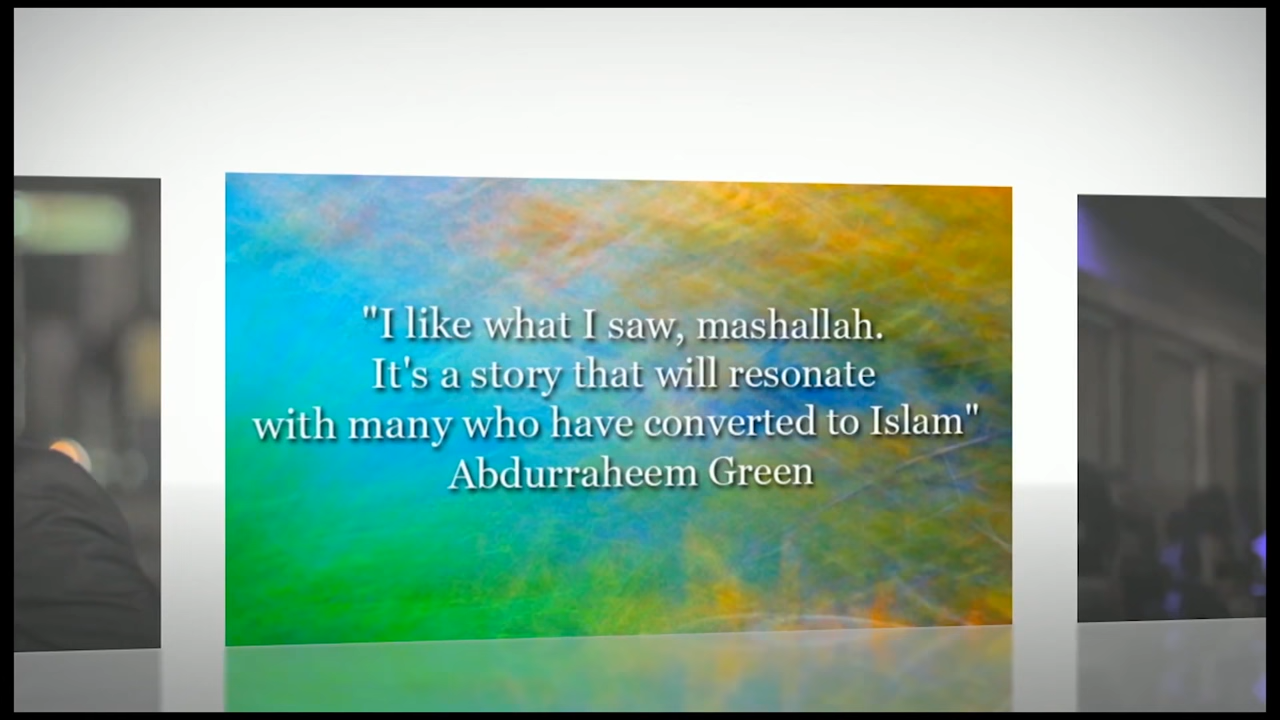 "I like what I saw, mashallah.
It's a story that will resonate
with many who have converted to Islam"
Abdurraheem Green